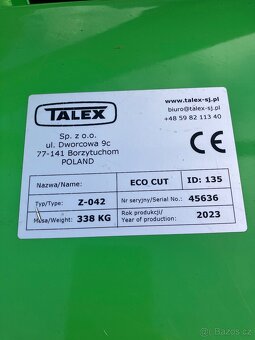 TALEX
Sp. z o.o.
ul. Dworcowa 9c
77-141 Borzytuchom
POLAND
www.talex-sj.pl
biuro@talex-sj.pl
+48 59 82 113 40
CE
Nazwa/Name: ECO CUT ID: 135
Typ/Type: Z-042 Nr seryjny/Serial No: 45636
Masa/Weight: 338 KG Rok produkcji/Year of production: 2023
© Bazos.cz